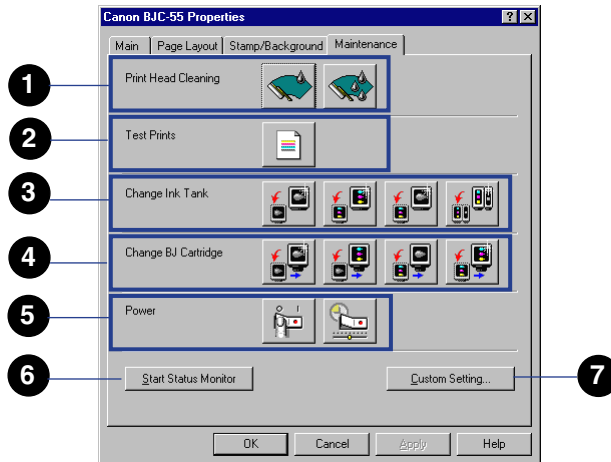 Canon BJC-55 Properties
Main Page Layout Stamp/Background Maintenance
1 Print Head Cleaning
2 Test Prints
3 Change Ink Tank
4 Change BJ Cartridge
5 Power
6 Start Status Monitor Custom Setting... 7
OK Cancel Apply Help